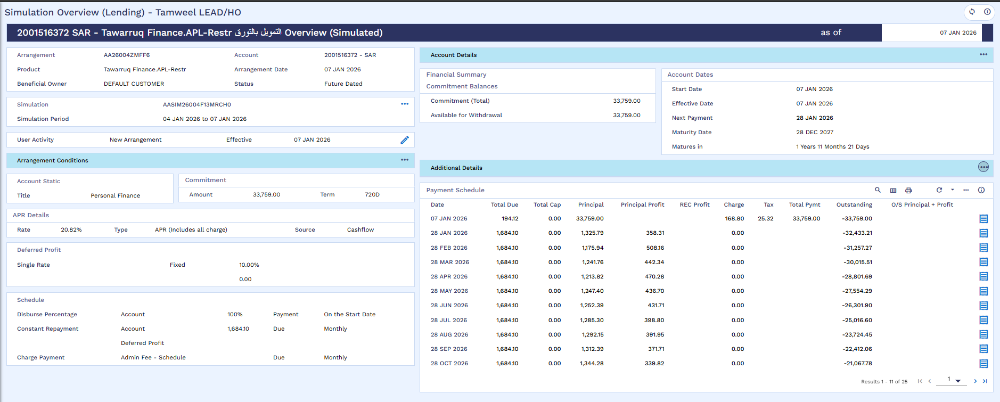 Simulation Overview (Lending) - Tamweel LEAD/HO
2001516372 SAR - Tawarruq Finance.APL-Restr التمويل بالتورق Overview (Simulated) as of 07 JAN 2026
Arrangement AA26004ZMFF6 Account 2001516372 - SAR
Product Tawarruq Finance.APL-Restr Arrangement Date 07 JAN 2026
Beneficial Owner DEFAULT CUSTOMER Status Future Dated
Simulation AASIM26004F13MRCH0
Simulation Period 04 JAN 2026 to 07 JAN 2026
User Activity New Arrangement Effective 07 JAN 2026
Arrangement Conditions
Account Static
Title Personal Finance
Commitment
Amount 33,759.00 Term 720D
APR Details
Rate 20.82% Type APR (Includes all charge) Source Cashflow
Deferred Profit
Single Rate Fixed 10.00%
0.00
Schedule
Disburse Percentage Account 100% Payment On the Start Date
Constant Repayment Account 1,684.10 Due Monthly
Deferred Profit
Charge Payment Admin Fee - Schedule Due Monthly
Account Details
Financial Summary
Commitment Balances
Commitment (Total) 33,759.00
Available for Withdrawal 33,759.00
Account Dates
Start Date 07 JAN 2026
Effective Date 07 JAN 2026
Next Payment 28 JAN 2026
Maturity Date 28 DEC 2027
Matures in 1 Years 11 Months 21 Days
Additional Details
Payment Schedule
Date Total Due Total Cap Principal Principal Profit REC Profit Charge Tax Total Pymt Outstanding O/S Principal + Profit
07 JAN 2026 194.12 0.00 33,759.00 168.80 25.32 33,759.00 -33,759.00
28 JAN 2026 1,684.10 0.00 1,325.79 358.31 0.00 -32,433.21
28 FEB 2026 1,684.10 0.00 1,175.94 508.16 0.00 -31,257.27
28 MAR 2026 1,684.10 0.00 1,241.76 442.34 0.00 -30,015.51
28 APR 2026 1,684.10 0.00 1,213.82 470.28 0.00 -28,801.69
28 MAY 2026 1,684.10 0.00 1,247.40 436.70 0.00 -27,554.29
28 JUN 2026 1,684.10 0.00 1,252.39 431.71 0.00 -26,301.90
28 JUL 2026 1,684.10 0.00 1,285.30 398.80 0.00 -25,016.60
28 AUG 2026 1,684.10 0.00 1,292.15 391.95 0.00 -23,724.45
28 SEP 2026 1,684.10 0.00 1,312.39 371.71 0.00 -22,412.06
28 OCT 2026 1,684.10 0.00 1,344.28 339.82 0.00 -21,067.78
Results 1 - 11 of 25 1